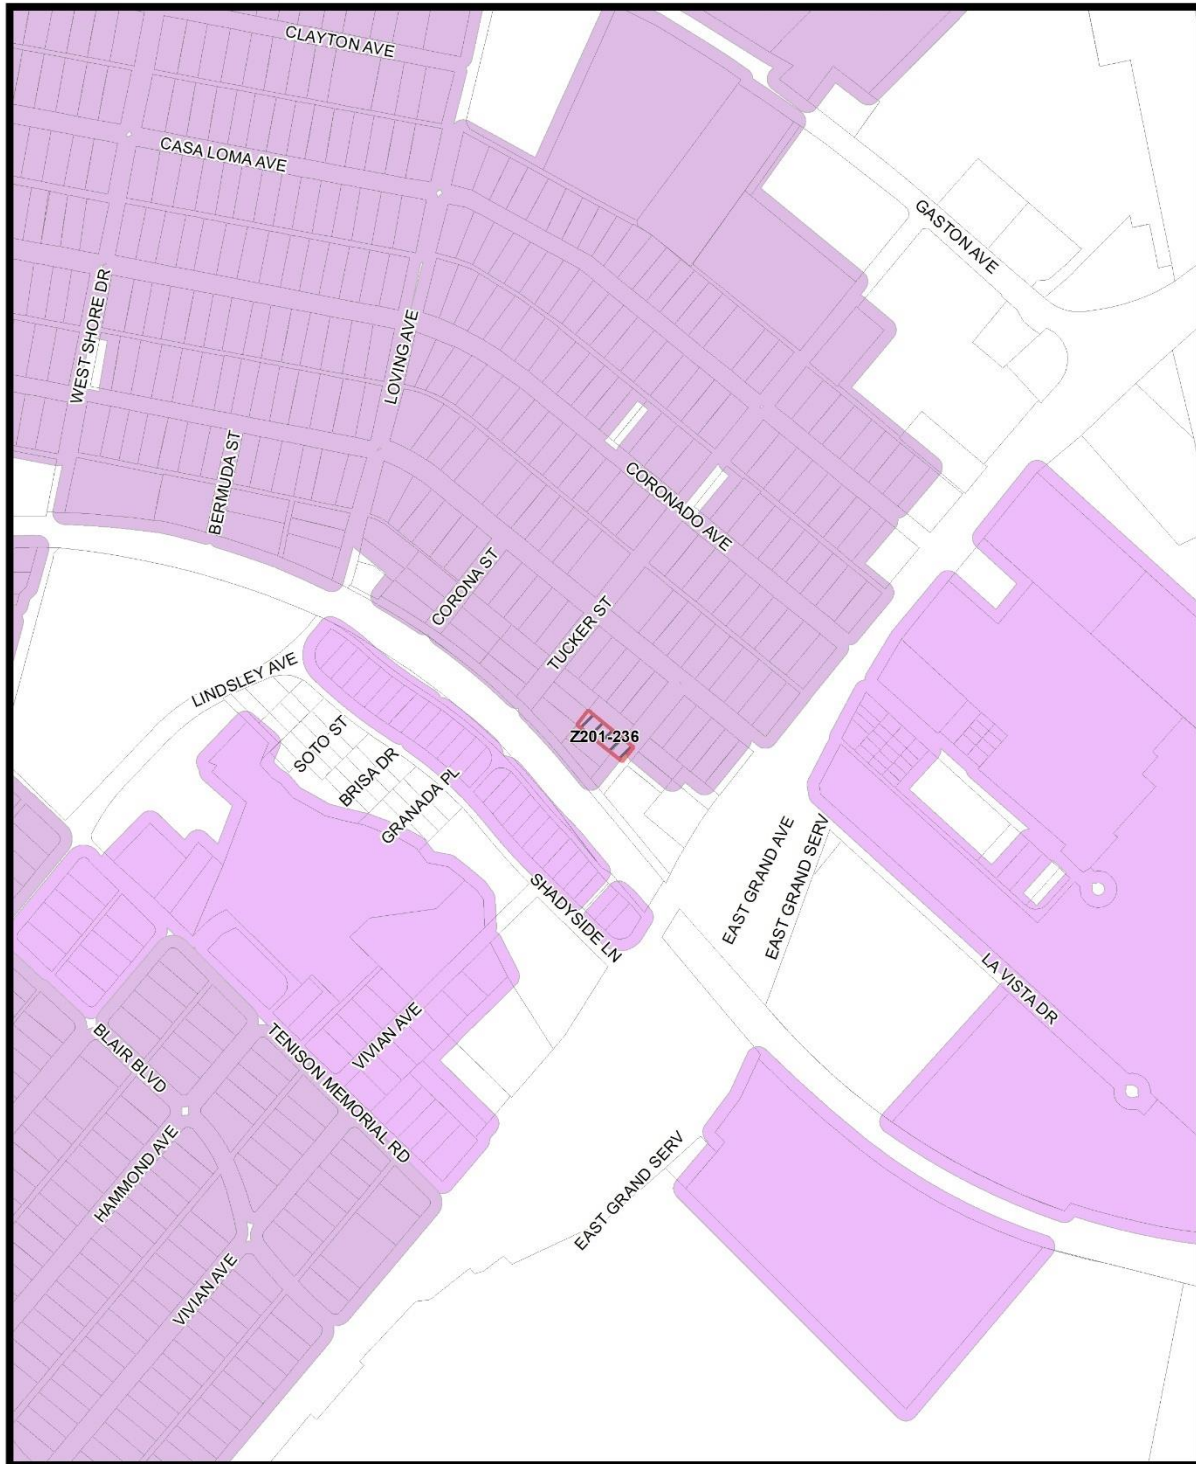 CLAYTON AVE
CASA LOMA AVE
GASTON AVE
WEST SHORE DR
LOVING AVE
BERMUDA ST
CORONADO AVE
CORONA ST
TUCKER ST
LINDSLEY AVE
SOTO ST
Z201-236
BRISA DR
GRANADA PL
EAST GRAND AVE
EAST GRAND SERV
SHADYSIDE LN
LA VISTA DR
BLAIR BLVD
VIVIAN AVE
TENISON MEMORIAL RD
HAMMOND AVE
EAST GRAND SERV
VIVIAN AVE